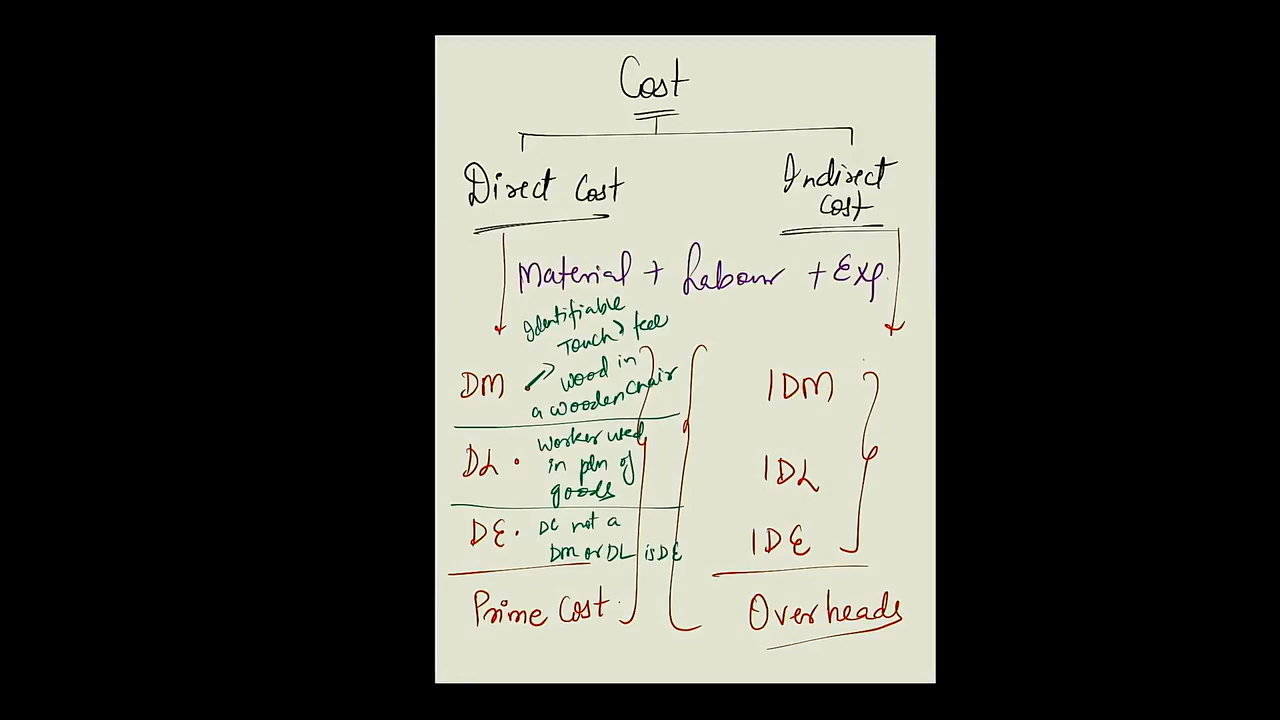 Cost
Direct Cost
Indirect
Cost
Material + Labour + Exp.
Identifiable
Touch & feel
DM
wood in
a wooden chair
IDM
DL .
Worker used
in pdn of
goods
IDL
DE .
DC not a
DM or DL is DE
IDE
Prime Cost
Overheads